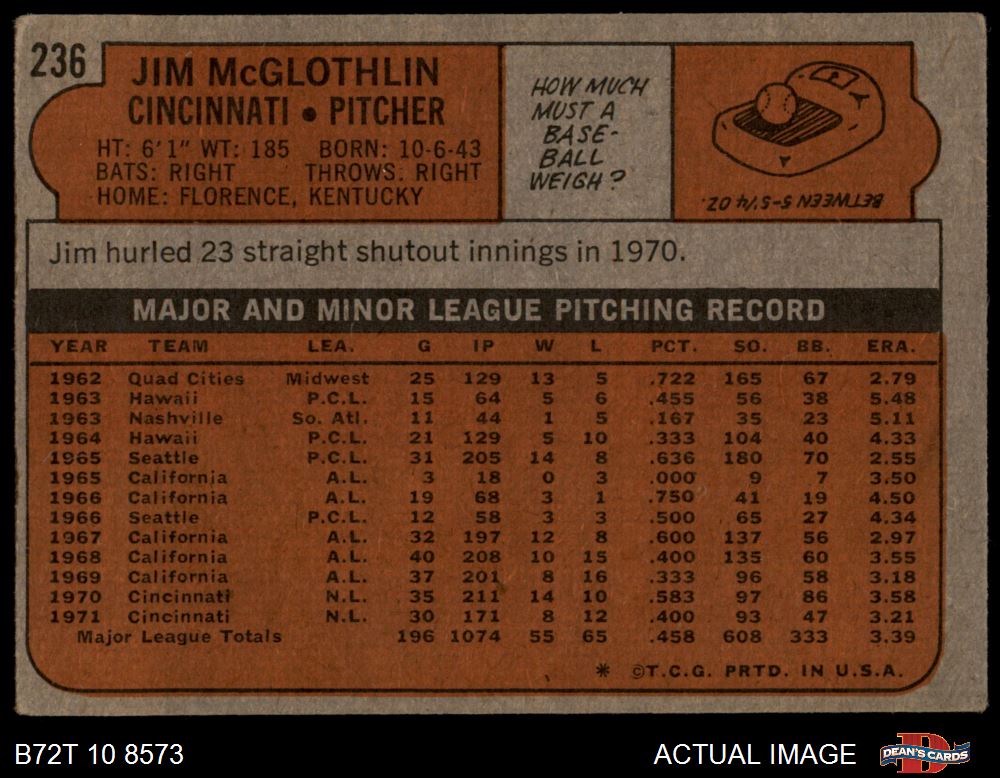 236
JIM McGLOTHLIN
CINCINNATI • PITCHER
HT: 6'1" WT: 185 BORN: 10-6-43
BATS: RIGHT THROWS: RIGHT
HOME: FLORENCE, KENTUCKY
HOW MUCH
MUST A
BASE-
BALL
WEIGH?
BETWEEN 5-5¼ OZ.
Jim hurled 23 straight shutout innings in 1970.
MAJOR AND MINOR LEAGUE PITCHING RECORD
YEAR TEAM LEA. G IP W L PCT. SO. BB. ERA.
1962 Quad Cities Midwest 25 129 13 5 .722 165 67 2.79
1963 Hawaii P.C.L. 15 64 5 6 .455 56 38 5.48
1963 Nashville So. Atl. 11 44 1 5 .167 35 23 5.11
1964 Hawaii P.C.L. 21 129 5 10 .333 104 40 4.33
1965 Seattle P.C.L. 31 205 14 8 .636 180 70 2.55
1965 California A.L. 3 18 0 3 .000 9 7 3.50
1966 California A.L. 19 68 3 1 .750 41 19 4.50
1966 Seattle P.C.L. 12 58 3 3 .500 65 27 4.34
1967 California A.L. 32 197 12 8 .600 137 56 2.97
1968 California A.L. 40 208 10 15 .400 135 60 3.55
1969 California A.L. 37 201 8 16 .333 96 58 3.18
1970 Cincinnati N.L. 35 211 14 10 .583 97 86 3.58
1971 Cincinnati N.L. 30 171 8 12 .400 93 47 3.21
Major League Totals 196 1074 55 65 .458 608 333 3.39
* ©T.C.G. PRTD. IN U.S.A.
B72T 10 8573
ACTUAL IMAGE
D
DEAN'S CARDS